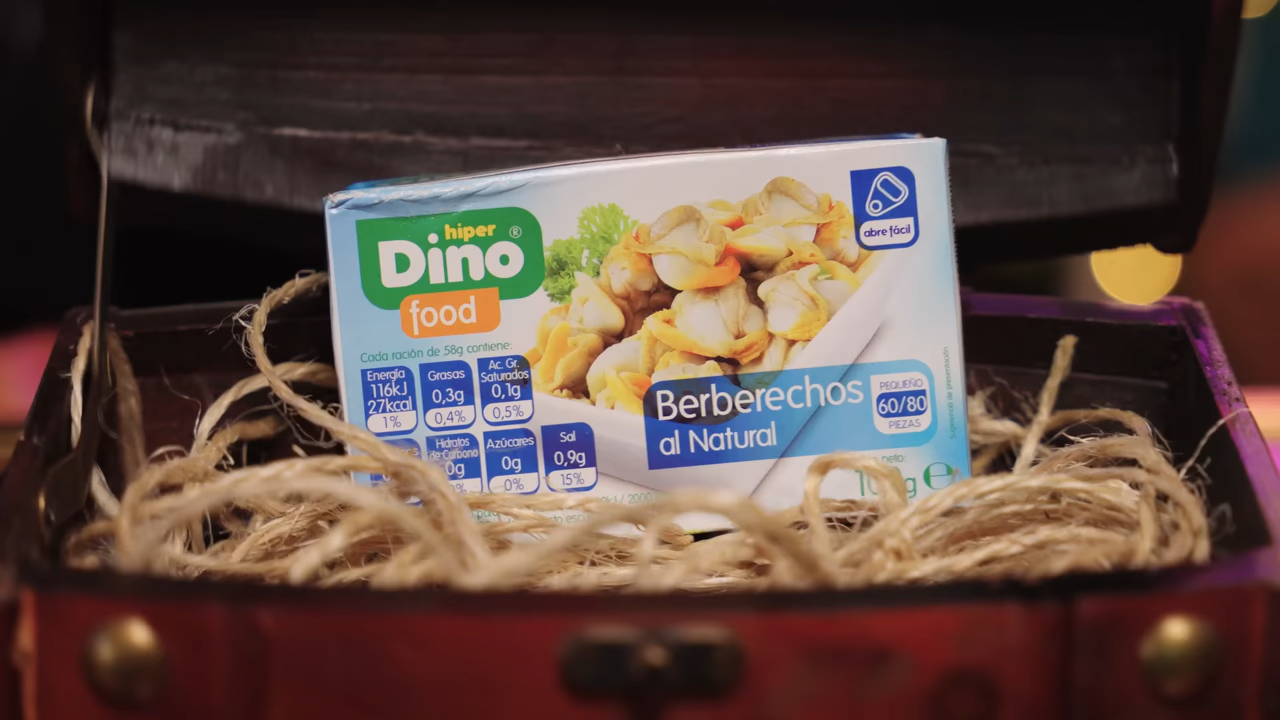 hiper
Dino®
food
abre fácil
Cada ración de 58g contiene:
Energía
116kJ
27kcal
1%
Grasas
0,3g
0,4%
Ac. Gr.
Saturados
0,1g
0,5%
Hidratos
de Carbono
0g
0%
Azúcares
0g
0%
Sal
0,9g
15%
Berberechos
al Natural
PEQUEÑO
60/80
PIEZAS
neto:
g ℮